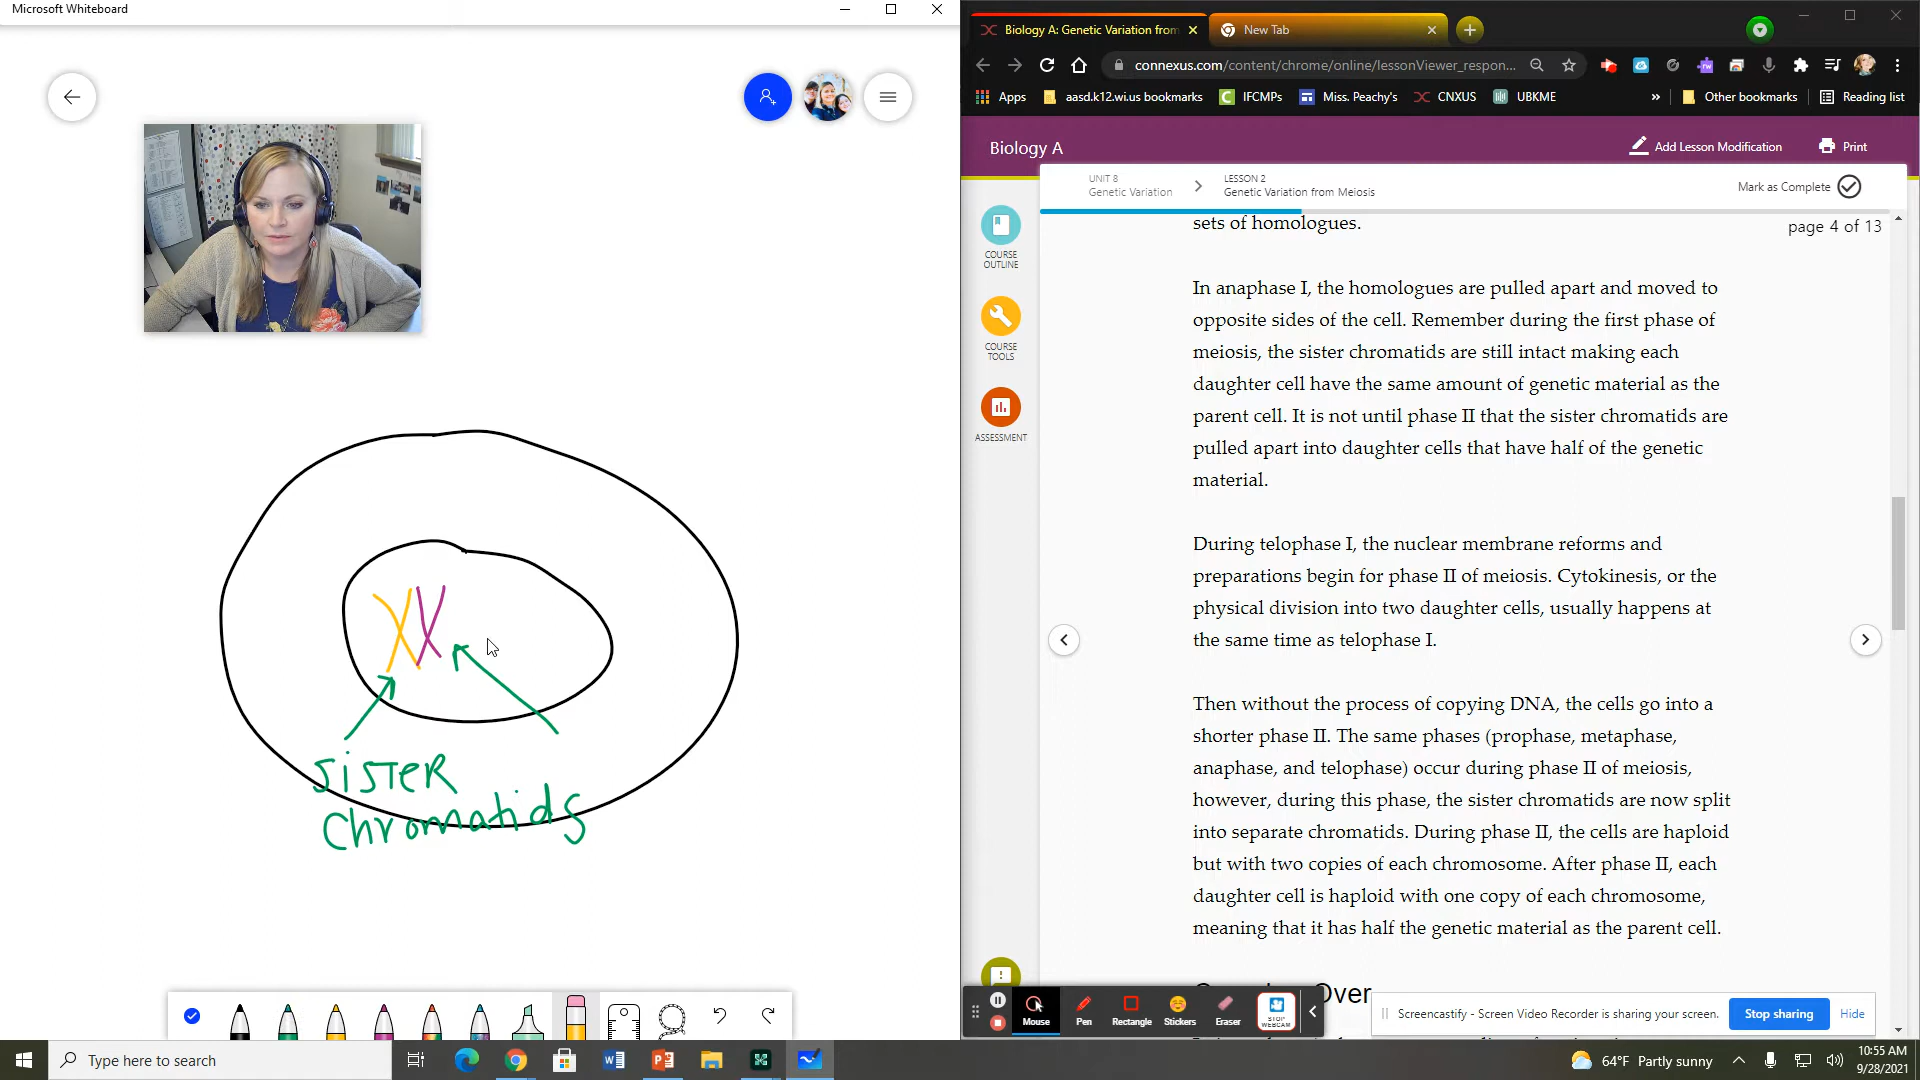 Microsoft Whiteboard
SISTER
chromatids
Type here to search
Biology A: Genetic Variation from
New Tab
connexus.com/content/chrome/online/lessonViewer_respon...
Apps
aasd.k12.wi.us bookmarks
IFCMPs
Miss. Peachy's
CNXUS
UBKME
»
Other bookmarks
Reading list
Biology A
Add Lesson Modification
Print
UNIT 8
Genetic Variation
LESSON 2
Genetic Variation from Meiosis
Mark as Complete
COURSE
OUTLINE
COURSE
TOOLS
ASSESSMENT
page 4 of 13
sets of homologues.
In anaphase I, the homologues are pulled apart and moved to
opposite sides of the cell. Remember during the first phase of
meiosis, the sister chromatids are still intact making each
daughter cell have the same amount of genetic material as the
parent cell. It is not until phase II that the sister chromatids are
pulled apart into daughter cells that have half of the genetic
material.
During telophase I, the nuclear membrane reforms and
preparations begin for phase II of meiosis. Cytokinesis, or the
physical division into two daughter cells, usually happens at
the same time as telophase I.
Then without the process of copying DNA, the cells go into a
shorter phase II. The same phases (prophase, metaphase,
anaphase, and telophase) occur during phase II of meiosis,
however, during this phase, the sister chromatids are now split
into separate chromatids. During phase II, the cells are haploid
but with two copies of each chromosome. After phase II, each
daughter cell is haploid with one copy of each chromosome,
meaning that it has half the genetic material as the parent cell.
Over
Mouse
Pen
Rectangle
Stickers
Eraser
STOP
WEBCAM
Screencastify - Screen Video Recorder is sharing your screen.
Stop sharing
Hide
64°F Partly sunny
10:55 AM
9/28/2021